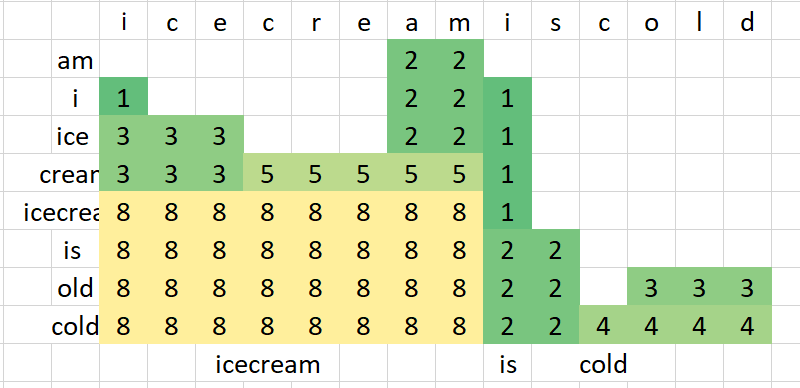 i c e c r e a m i s c o l d
am 2 2
i 1 2 2 1
ice 3 3 3 2 2 1
crear 3 3 3 5 5 5 5 5 1
icecrea 8 8 8 8 8 8 8 8 1
is 8 8 8 8 8 8 8 8 2 2
old 8 8 8 8 8 8 8 8 2 2 3 3 3
cold 8 8 8 8 8 8 8 8 2 2 4 4 4 4
icecream is cold